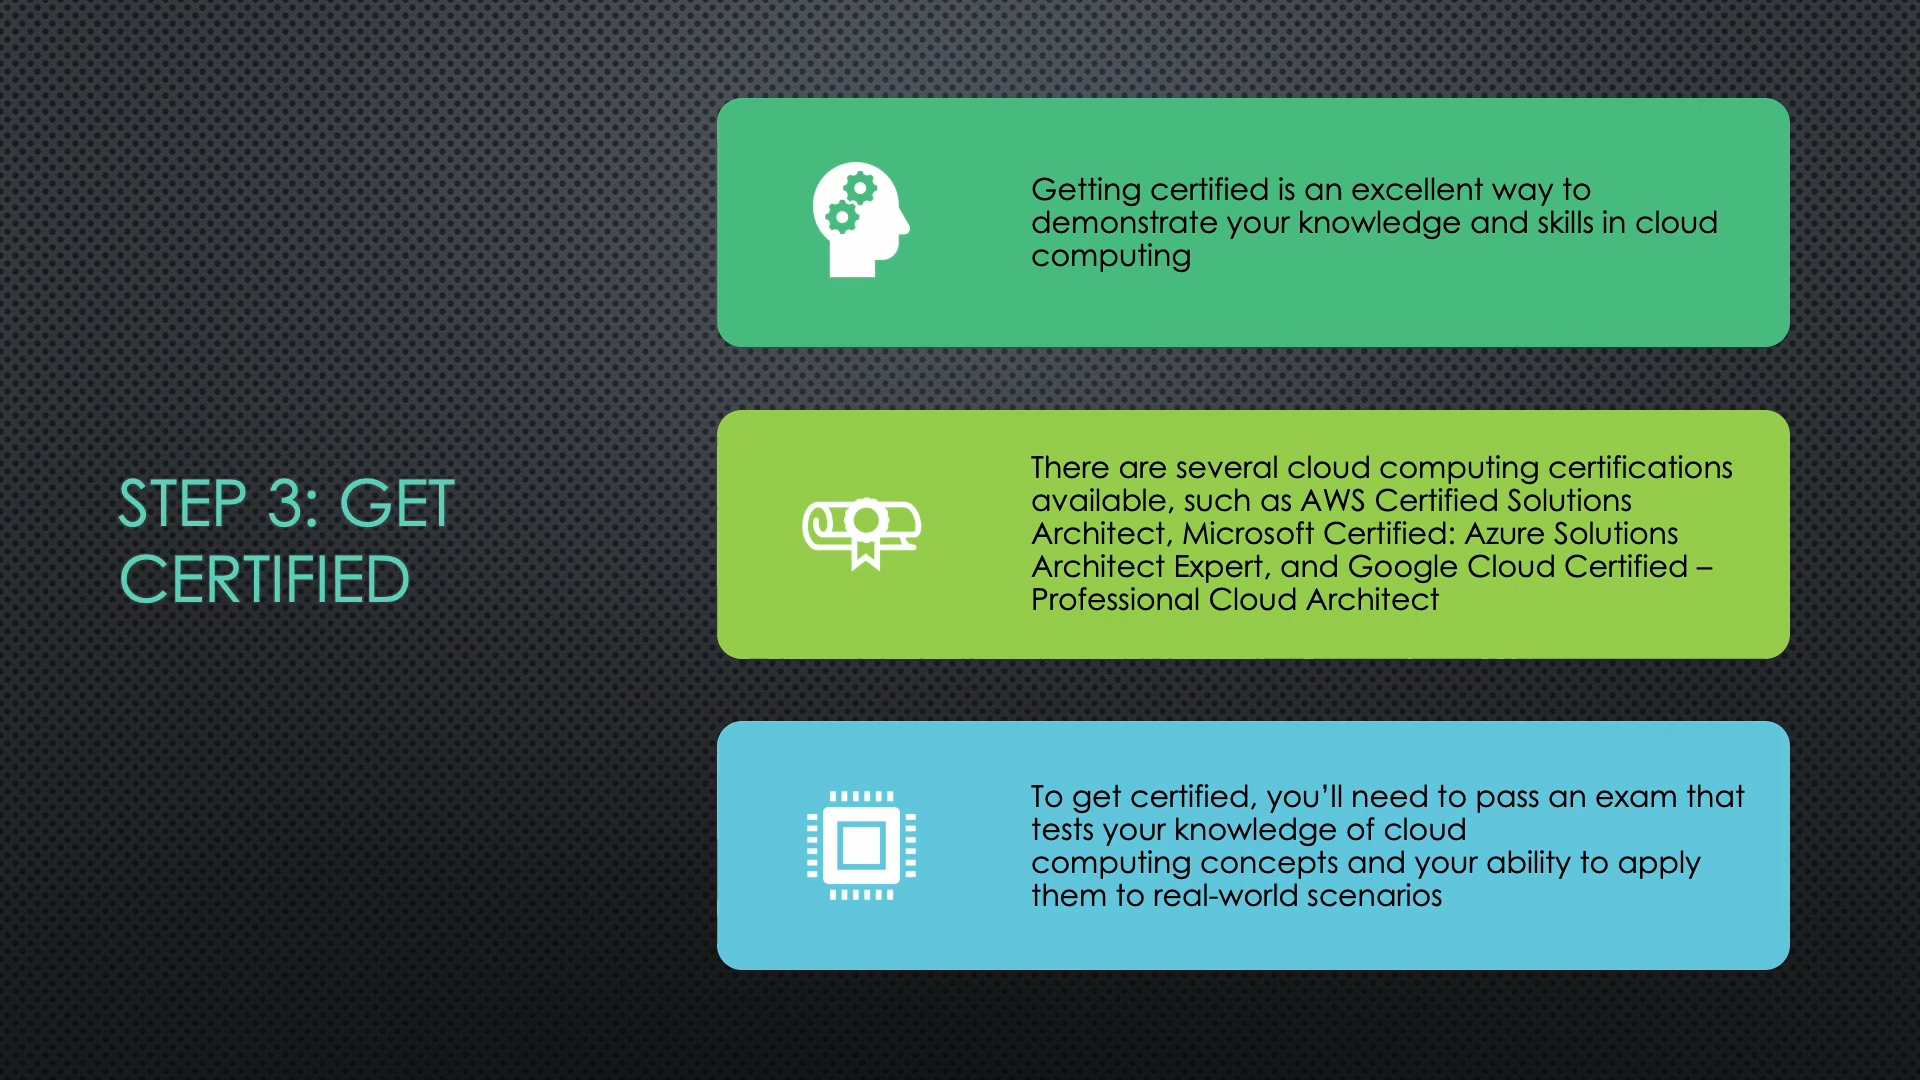 STEP 3: GET
CERTIFIED
Getting certified is an excellent way to
demonstrate your knowledge and skills in cloud
computing
There are several cloud computing certifications
available, such as AWS Certified Solutions
Architect, Microsoft Certified: Azure Solutions
Architect Expert, and Google Cloud Certified –
Professional Cloud Architect
To get certified, you’ll need to pass an exam that
tests your knowledge of cloud
computing concepts and your ability to apply
them to real-world scenarios